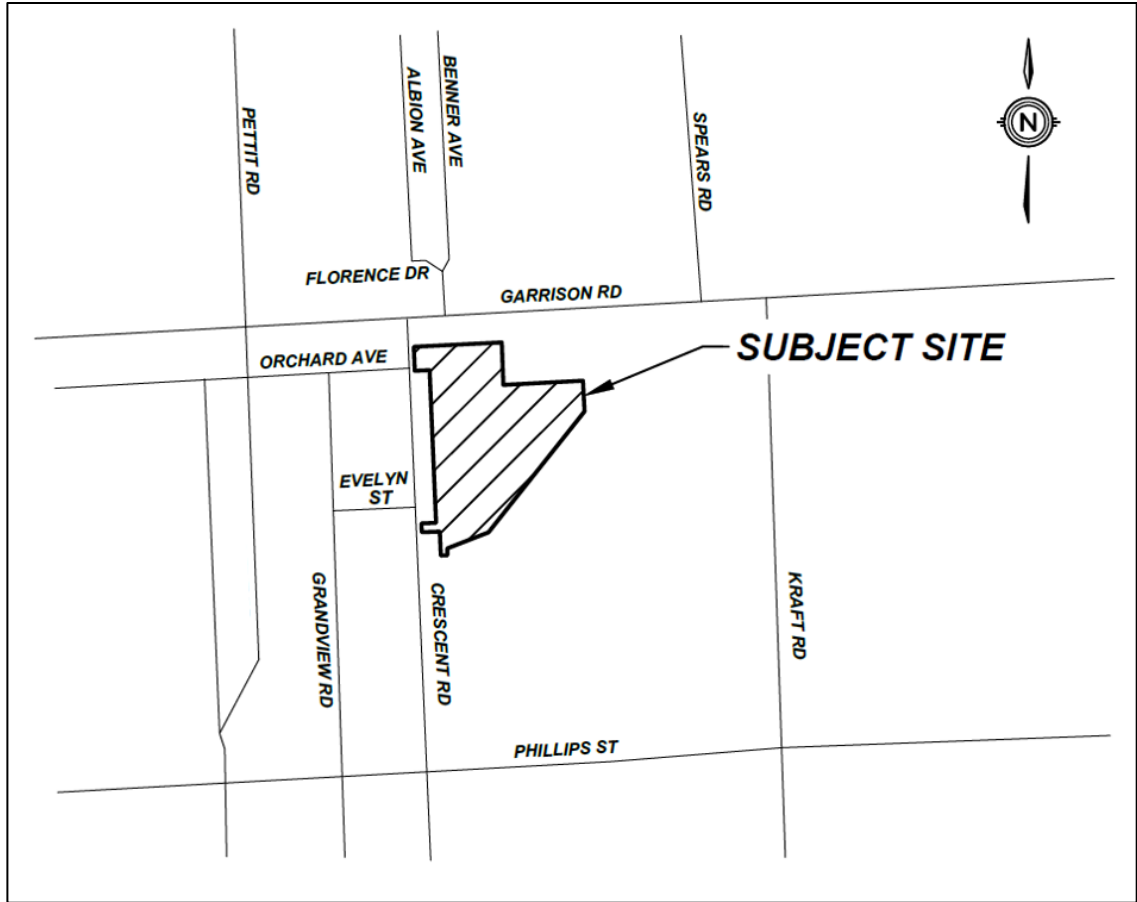 PETTIT RD
ALBION AVE
BENNER AVE
SPEARS RD
N
FLORENCE DR
GARRISON RD
ORCHARD AVE
SUBJECT SITE
EVELYN
ST
GRANDVIEW RD
CRESCENT RD
KRAFT RD
PHILLIPS ST